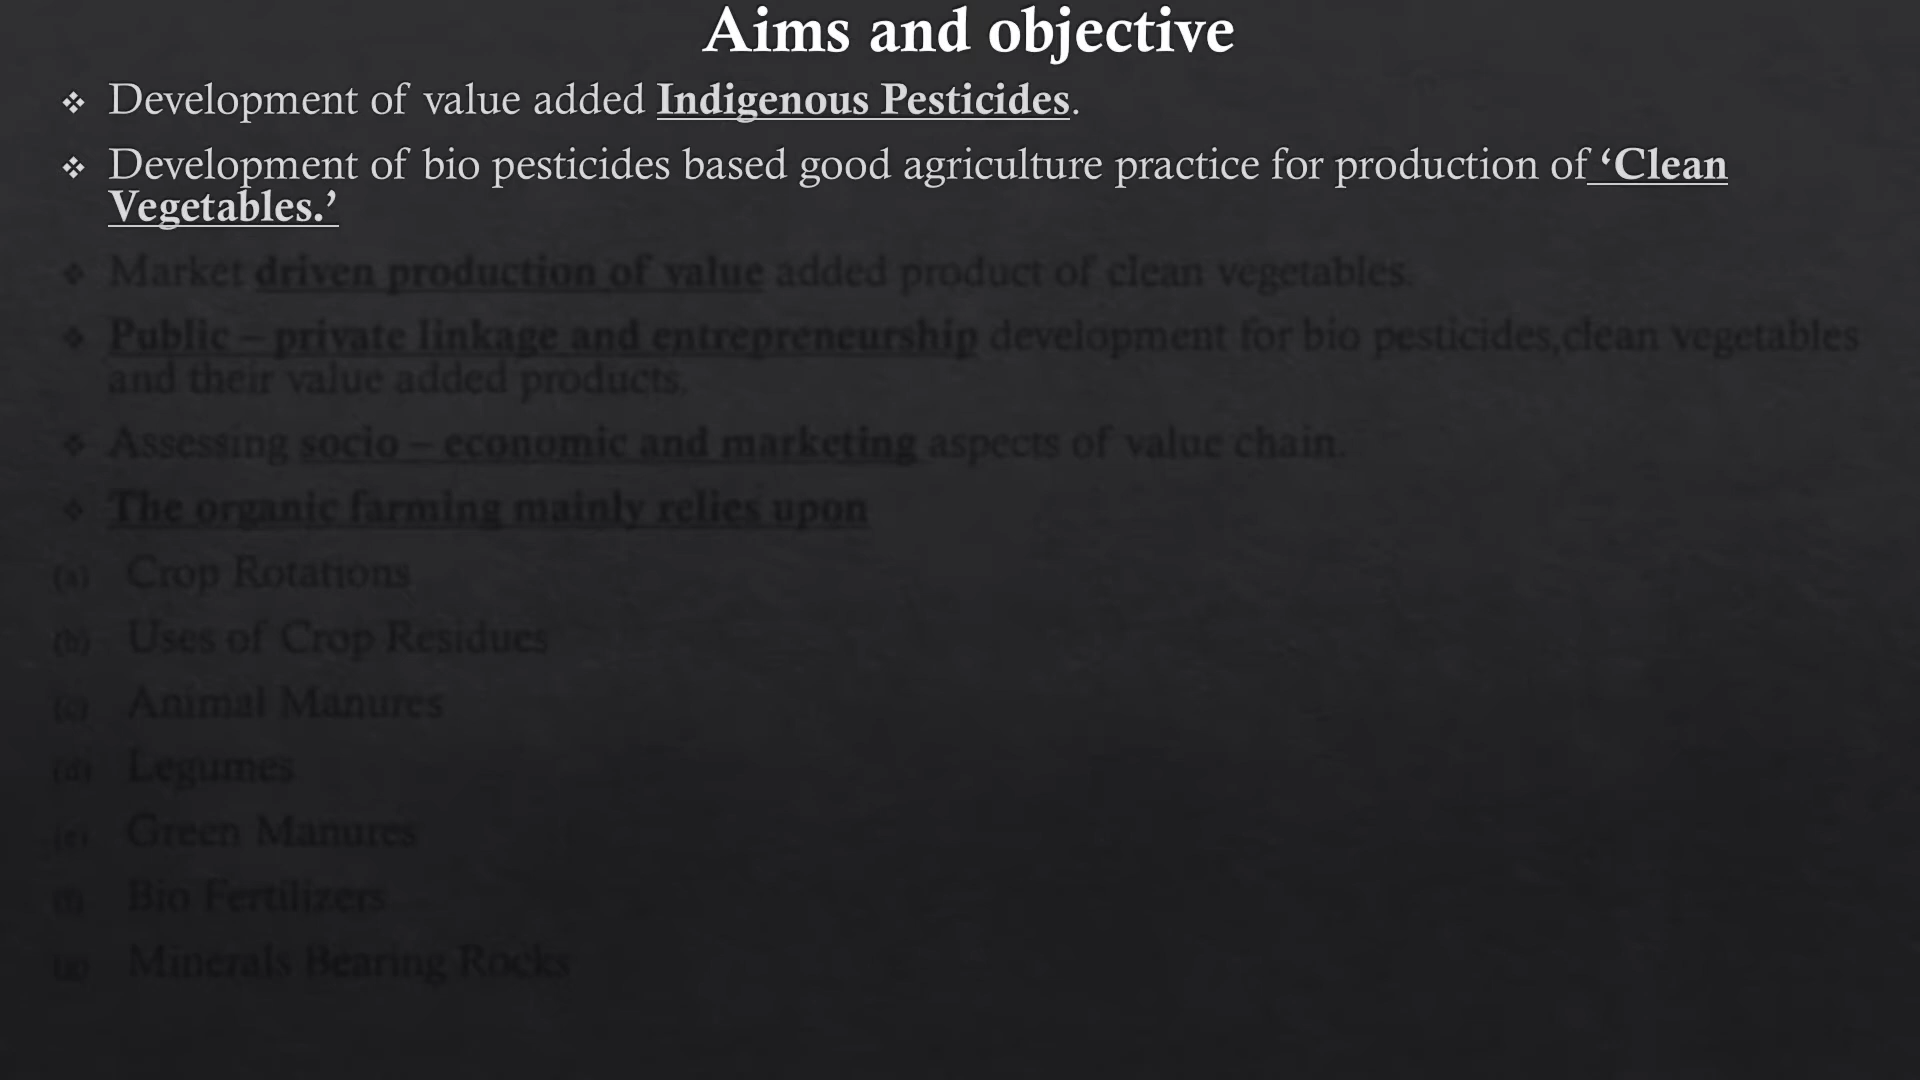 Aims and objective
❖ Development of value added Indigenous Pesticides.
❖ Development of bio pesticides based good agriculture practice for production of ‘Clean
Vegetables.’
❖ Market driven production of value added product of clean vegetables.
❖ Public – private linkage and entrepreneurship development for bio pesticides,clean vegetables
and their value added products.
❖ Assessing socio – economic and marketing aspects of value chain.
❖ The organic farming mainly relies upon
(a) Crop Rotations
(b) Uses of Crop Residues
(c) Animal Manures
(d) Legumes
(e) Green Manures
(f) Bio Fertilizers
(g) Minerals Bearing Rocks